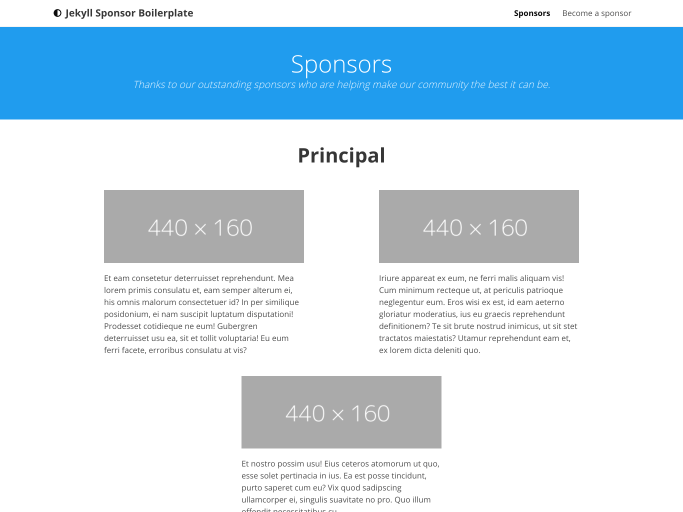 Jekyll Sponsor Boilerplate
Sponsors
Become a sponsor
Sponsors
Thanks to our outstanding sponsors who are helping make our community the best it can be.
Principal
440 × 160
Et eam consetetur deterruisset reprehendunt. Mea
lorem primis consulatu et, eam semper alterum ei,
his omnis malorum consectetuer id? In per similique
posidonium, ei nam suscipit luptatum disputationi!
Prodesset cotidieque ne eum! Gubergren
deterruisset usu ea, sit et tollit voluptaria! Eu eum
ferri facete, erroribus consulatu at vis?
440 × 160
Iriure appareat ex eum, ne ferri malis aliquam vis!
Cum minimum recteque ut, at periculis patrioque
neglegentur eum. Eros wisi ex est, id eam aeterno
gloriatur moderatius, ius eu graecis reprehendunt
definitionem? Te sit brute nostrud inimicus, ut sit stet
tractatos maiestatis? Utamur reprehendunt eam et,
ex lorem dicta deleniti quo.
440 × 160
Et nostro possim usu! Eius ceteros atomorum ut quo,
esse solet pertinacia in ius. Ea est posse tincidunt,
purto saperet cum eu? Vix quod sadipscing
ullamcorper ei, singulis suavitate no pro. Quo illum
offendit necessitatibus cu